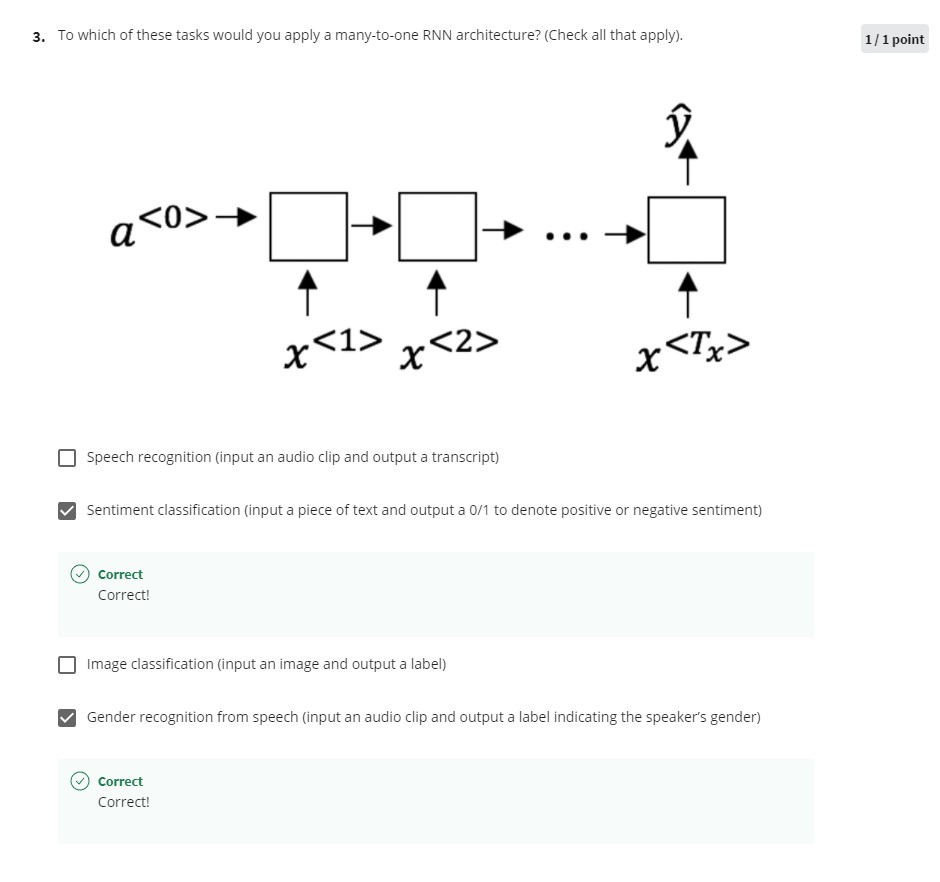 3. To which of these tasks would you apply a many-to-one RNN architecture? (Check all that apply).
1 / 1 point
ŷ
a<0>
x<1> x<2> ... x<Tx>
Speech recognition (input an audio clip and output a transcript)
Sentiment classification (input a piece of text and output a 0/1 to denote positive or negative sentiment)
Correct
Correct!
Image classification (input an image and output a label)
Gender recognition from speech (input an audio clip and output a label indicating the speaker's gender)
Correct
Correct!